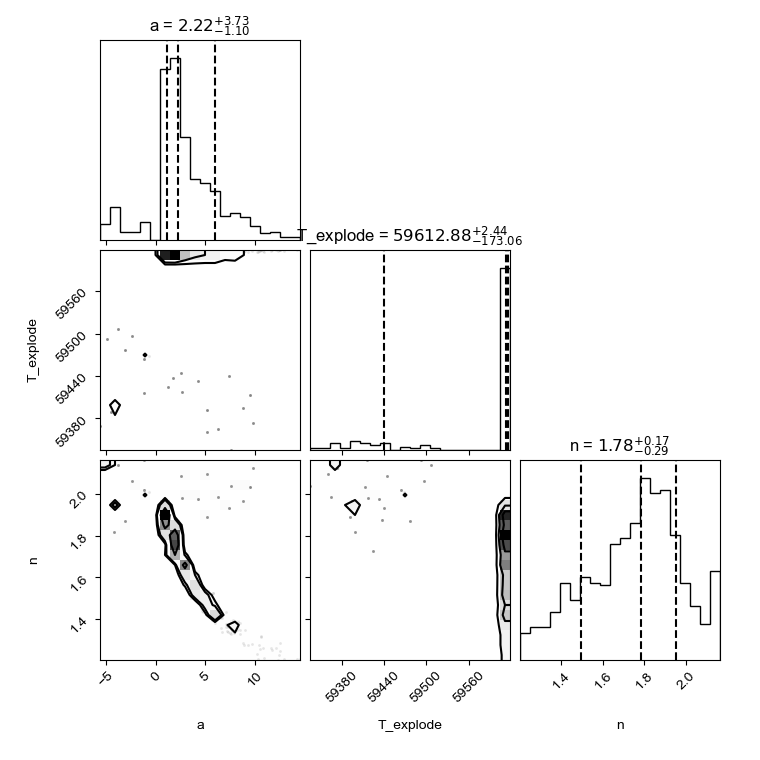 a = 2.22+3.73−1.10
T_explode = 59612.88+2.44−173.06
59560
59500
59440
59380
T_explode
n = 1.78+0.17−0.29
2.0
1.8
1.6
1.4
n
−5 0 5 10
59380 59440 59500 59560
1.4 1.6 1.8 2.0
a T_explode n